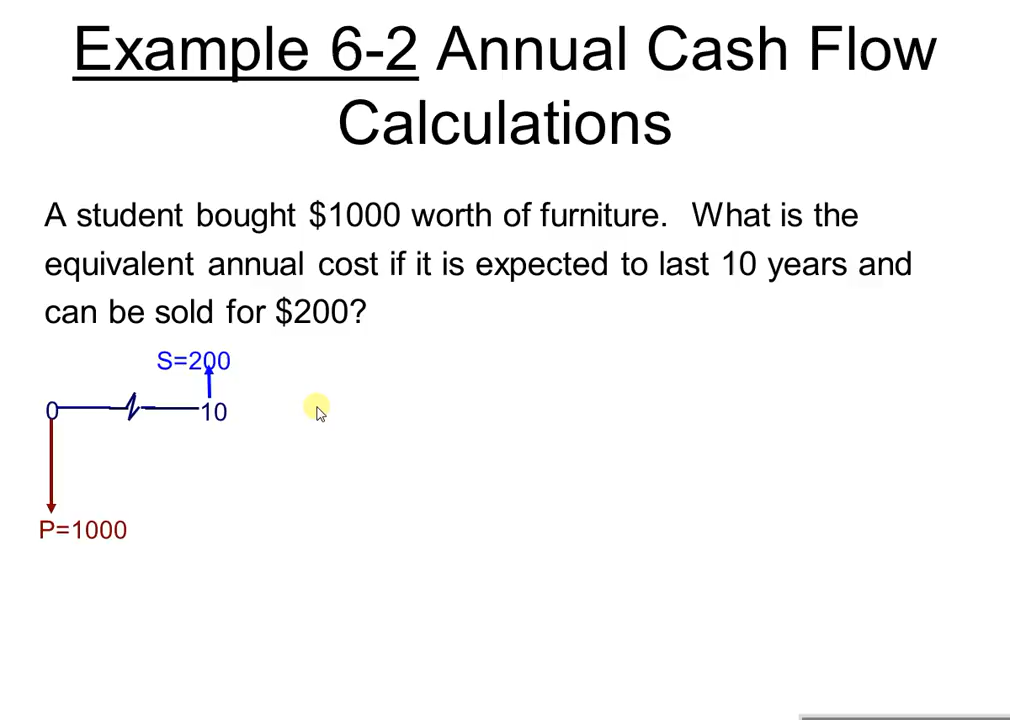 Example 6-2 Annual Cash Flow
Calculations
A student bought $1000 worth of furniture. What is the
equivalent annual cost if it is expected to last 10 years and
can be sold for $200?
S=200
0
10
P=1000